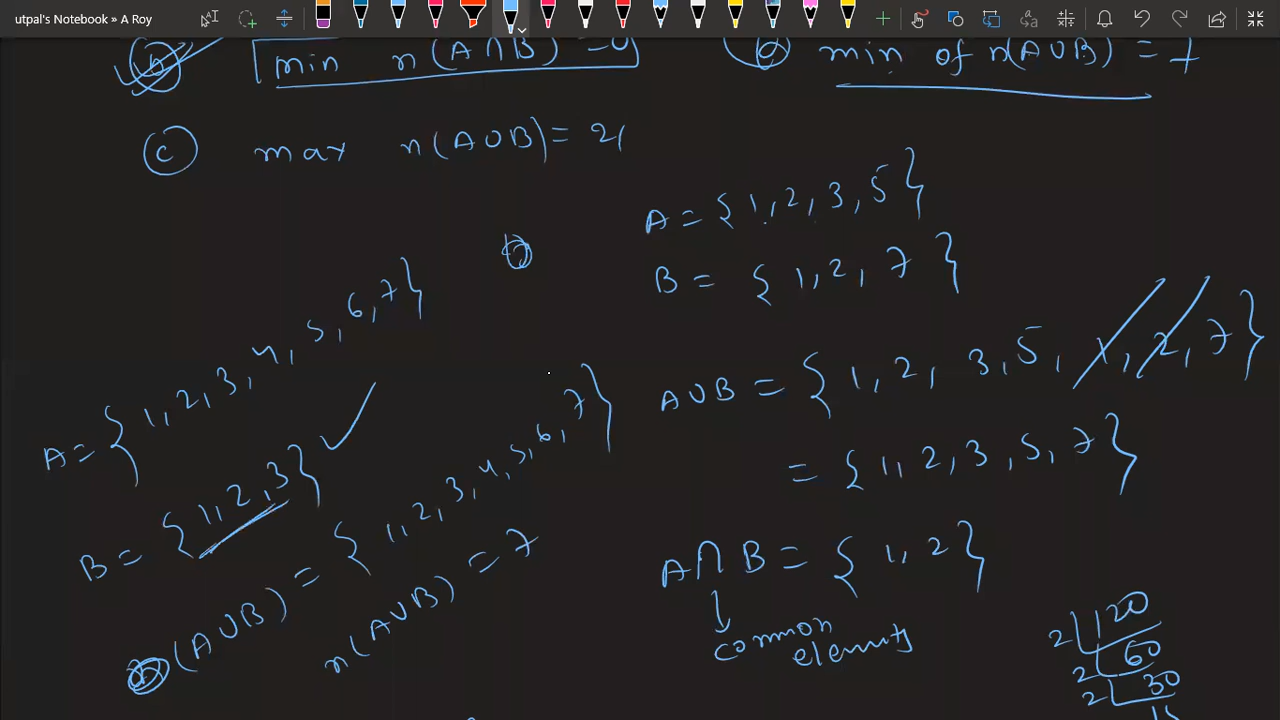 utpal's Notebook » A Roy
min n(A∩B) = 0
(b) min of n(A∪B) = 7
(c) max n(A∪B) = 21
A = {1, 2, 3, 5}
B = {1, 2, 7}
A∪B = {1, 2, 3, 5, 1, 2, 7}
= {1, 2, 3, 5, 7}
A∩B = {1, 2}
common
elements
A = {1, 2, 3, 4, 5, 6, 7}
B = {1, 2, 3}
(A∪B) = {1, 2, 3, 4, 5, 6, 7}
n(A∪B) = 7
2 120
2 60
2 30